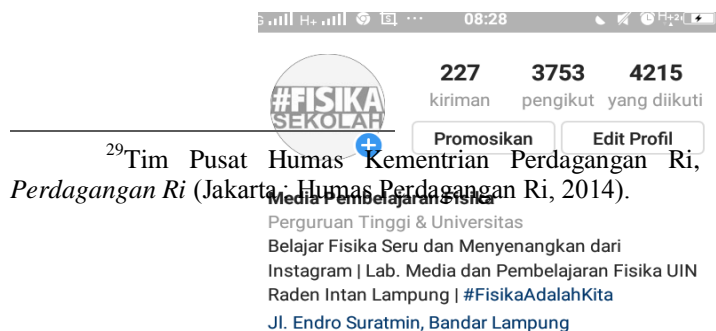 H+ 08:28
227 3753 4215
kiriman pengikut yang diikuti
#FISIKA
SEKOLAH
Promosikan Edit Profil
29Tim Pusat Humas Kementrian Perdagangan Ri,
Perdagangan Ri (Jakarta : Humas Perdagangan Ri, 2014).
Media Pembelajaran Fisika
Perguruan Tinggi & Universitas
Belajar Fisika Seru dan Menyenangkan dari
Instagram | Lab. Media dan Pembelajaran Fisika UIN
Raden Intan Lampung | #FisikaAdalahKita
Jl. Endro Suratmin, Bandar Lampung